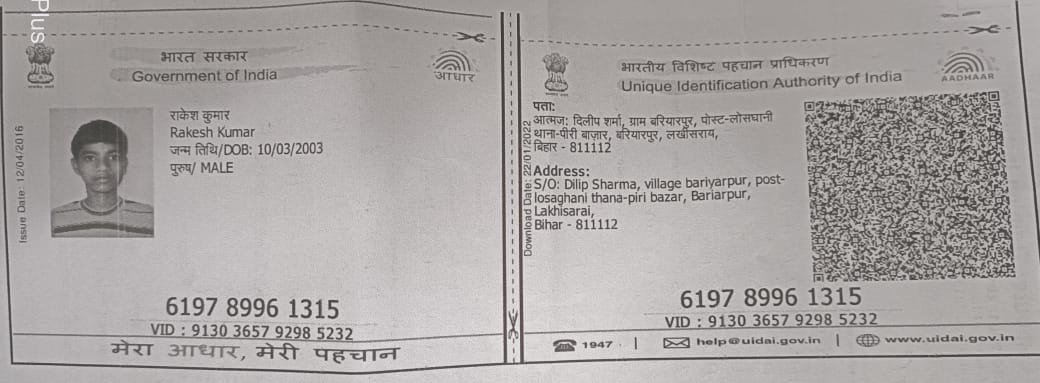 Plus
भारत सरकार
Government of India
आधार
Issue Date: 12/04/2016
राकेश कुमार
Rakesh Kumar
जन्म तिथि/DOB: 10/03/2003
पुरुष/ MALE
6197 8996 1315
VID : 9130 3657 9298 5232
मेरा आधार, मेरी पहचान
भारतीय विशिष्ट पहचान प्राधिकरण
Unique Identification Authority of India
AADHAAR
Download Date: 22/01/2022
पता:
आत्मज: दिलीप शर्मा, ग्राम बरियारपुर, पोस्ट-लोसघानी
थाना-पीरी बाज़ार, बरियारपुर, लखीसराय,
बिहार - 811112
Address:
S/O: Dilip Sharma, village bariyarpur, post-
losaghani thana-piri bazar, Bariarpur,
Lakhisarai,
Bihar - 811112
6197 8996 1315
VID : 9130 3657 9298 5232
1947 | help@uidai.gov.in | www.uidai.gov.in